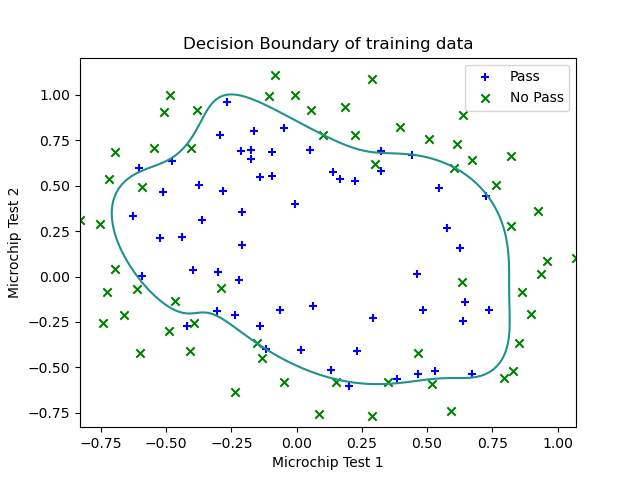 Decision Boundary of training data
Pass
No Pass
1.00
0.75
0.50
0.25
0.00
−0.25
−0.50
−0.75
Microchip Test 2
−0.75 −0.50 −0.25 0.00 0.25 0.50 0.75 1.00
Microchip Test 1